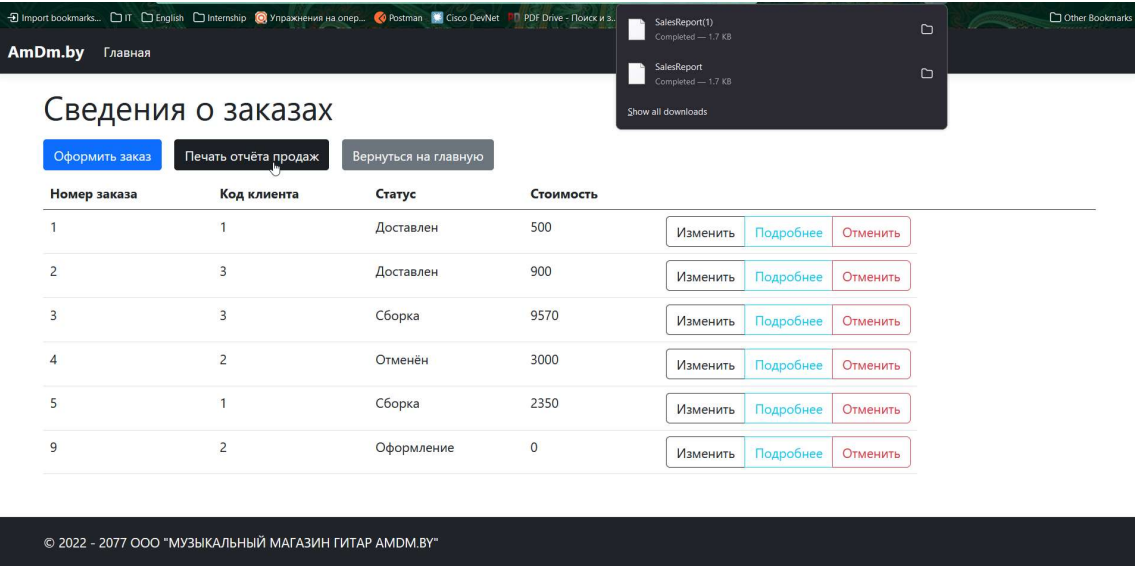 Import bookmarks... IT English Internship Упражнения на опер... Postman Cisco DevNet PDF Drive - Поиск и з... Other Bookmarks
SalesReport(1)
Completed — 1.7 KB
SalesReport
Completed — 1.7 KB
Show all downloads
AmDm.by Главная
Сведения о заказах
Оформить заказ Печать отчёта продаж Вернуться на главную
Номер заказа Код клиента Статус Стоимость
1 1 Доставлен 500 Изменить Подробнее Отменить
2 3 Доставлен 900 Изменить Подробнее Отменить
3 3 Сборка 9570 Изменить Подробнее Отменить
4 2 Отменён 3000 Изменить Подробнее Отменить
5 1 Сборка 2350 Изменить Подробнее Отменить
9 2 Оформление 0 Изменить Подробнее Отменить
© 2022 - 2077 ООО "МУЗЫКАЛЬНЫЙ МАГАЗИН ГИТАР AMDM.BY"